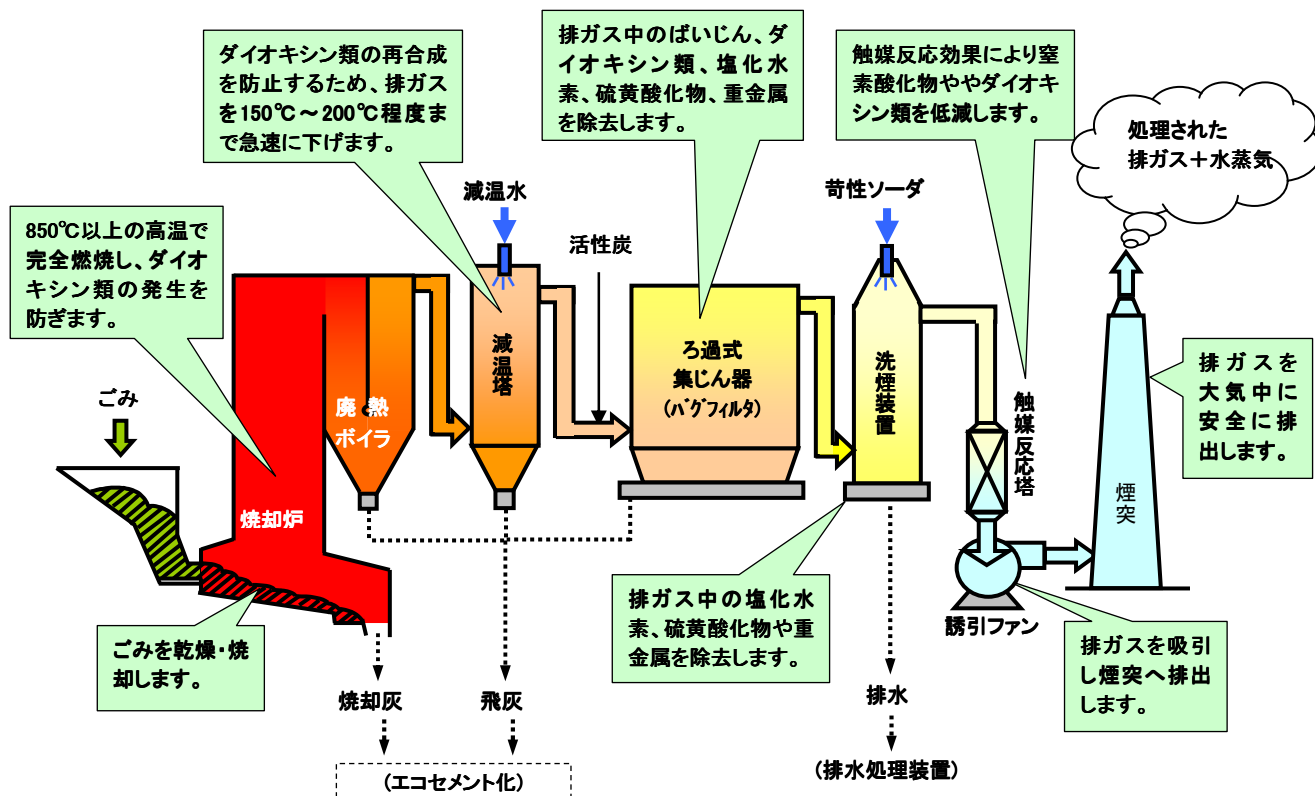 ダイオキシン類の再合成
を防止するため、排ガス
を150℃～200℃程度ま
で急速に下げます。
排ガス中のばいじん、ダ
イオキシン類、塩化水
素、硫黄酸化物、重金属
を除去します。
触媒反応効果により窒
素酸化物ややダイオキ
シン類を低減します。
処理された
排ガス＋水蒸気
850℃以上の高温で
完全燃焼し、ダイオ
キシン類の発生を
防ぎます。
減温水
活性炭
苛性ソーダ
ごみ
廃熱
ボイラ
減温塔
ろ過式
集じん器
(ﾊﾞｸﾞﾌｨﾙﾀ)
洗煙装置
触媒反応塔
煙突
排ガスを
大気中に
安全に排
出します。
焼却炉
ごみを乾燥・焼
却します。
排ガス中の塩化水
素、硫黄酸化物や重
金属を除去します。
誘引ファン
排ガスを吸引
し煙突へ排出
します。
焼却灰
飛灰
排水
(エコセメント化)
(排水処理装置)